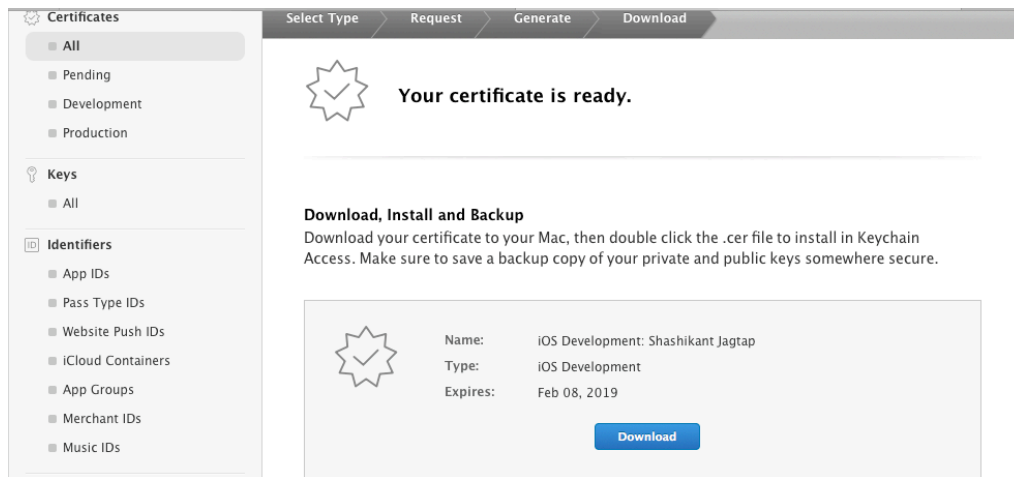 Certificates
All
Pending
Development
Production
Keys
All
ID Identifiers
App IDs
Pass Type IDs
Website Push IDs
iCloud Containers
App Groups
Merchant IDs
Music IDs
Select Type Request Generate Download
Your certificate is ready.
Download, Install and Backup
Download your certificate to your Mac, then double click the .cer file to install in Keychain
Access. Make sure to save a backup copy of your private and public keys somewhere secure.
Name: iOS Development: Shashikant Jagtap
Type: iOS Development
Expires: Feb 08, 2019
Download